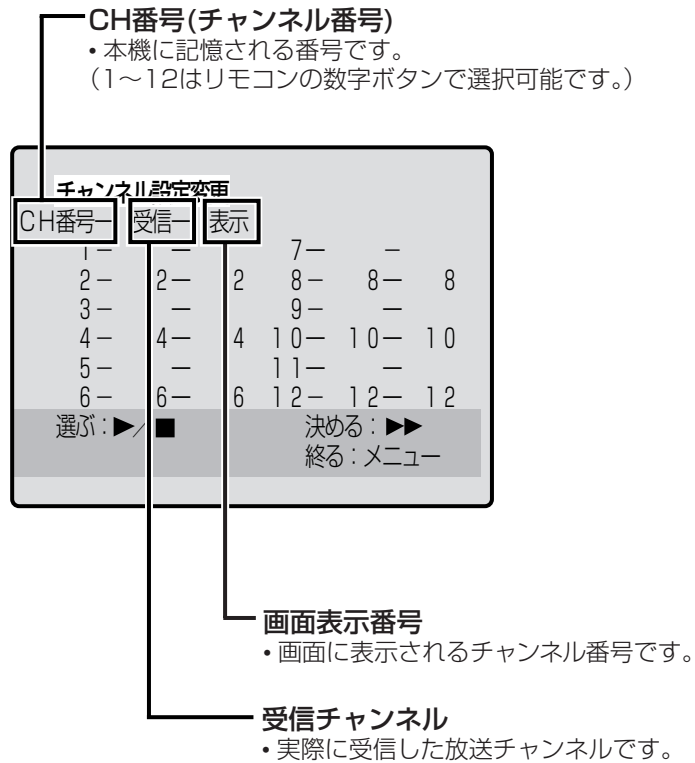 CH番号(チャンネル番号)
• 本機に記憶される番号です。
（1～12はリモコンの数字ボタンで選択可能です。）
チャンネル設定変更
CH番号ー 受信ー 表示
1－ － 7－ －
2－ 2－ 2 8－ 8－ 8
3－ － 9－ －
4－ 4－ 4 10－ 10－ 10
5－ － 11－ －
6－ 6－ 6 12－ 12－ 12
選ぶ：▶／■ 決める：▶▶
終る：メニュー
画面表示番号
• 画面に表示されるチャンネル番号です。
受信チャンネル
• 実際に受信した放送チャンネルです。